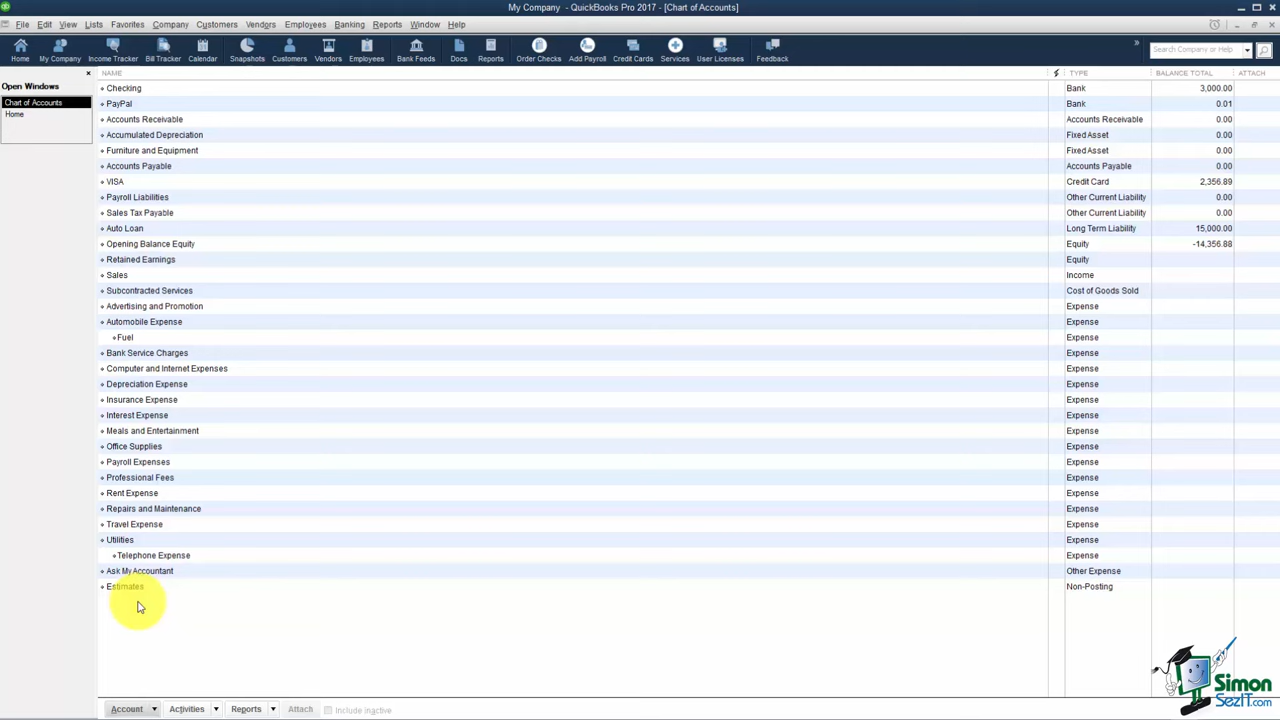 My Company - QuickBooks Pro 2017 - [Chart of Accounts]
File Edit View Lists Favorites Company Customers Vendors Employees Banking Reports Window Help
Home My Company Income Tracker Bill Tracker Calendar Snapshots Customers Vendors Employees Bank Feeds Docs Reports Order Checks Add Payroll Credit Cards Services User Licenses Feedback Search Company or Help
Open Windows
Chart of Accounts
Home
NAME TYPE BALANCE TOTAL ATTACH
Checking Bank 3,000.00
PayPal Bank 0.01
Accounts Receivable Accounts Receivable 0.00
Accumulated Depreciation Fixed Asset 0.00
Furniture and Equipment Fixed Asset 0.00
Accounts Payable Accounts Payable 0.00
VISA Credit Card 2,356.89
Payroll Liabilities Other Current Liability 0.00
Sales Tax Payable Other Current Liability 0.00
Auto Loan Long Term Liability 15,000.00
Opening Balance Equity Equity -14,356.88
Retained Earnings Equity
Sales Income
Subcontracted Services Cost of Goods Sold
Advertising and Promotion Expense
Automobile Expense Expense
Fuel Expense
Bank Service Charges Expense
Computer and Internet Expenses Expense
Depreciation Expense Expense
Insurance Expense Expense
Interest Expense Expense
Meals and Entertainment Expense
Office Supplies Expense
Payroll Expenses Expense
Professional Fees Expense
Rent Expense Expense
Repairs and Maintenance Expense
Travel Expense Expense
Utilities Expense
Telephone Expense Expense
Ask My Accountant Other Expense
Estimates Non-Posting
Account Activities Reports Attach Include inactive
Simon
SezIT.com